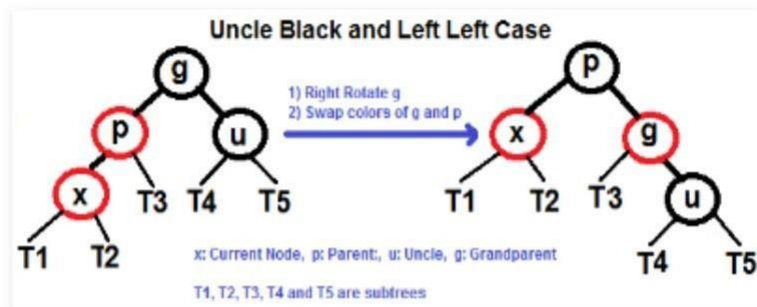 Uncle Black and Left Left Case
g
p
u
x
T3
T4
T5
T1
T2
1) Right Rotate g
2) Swap colors of g and p
p
x
g
T1
T2
T3
u
T4
T5
x: Current Node, p: Parent:, u: Uncle, g: Grandparent
T1, T2, T3, T4 and T5 are subtrees